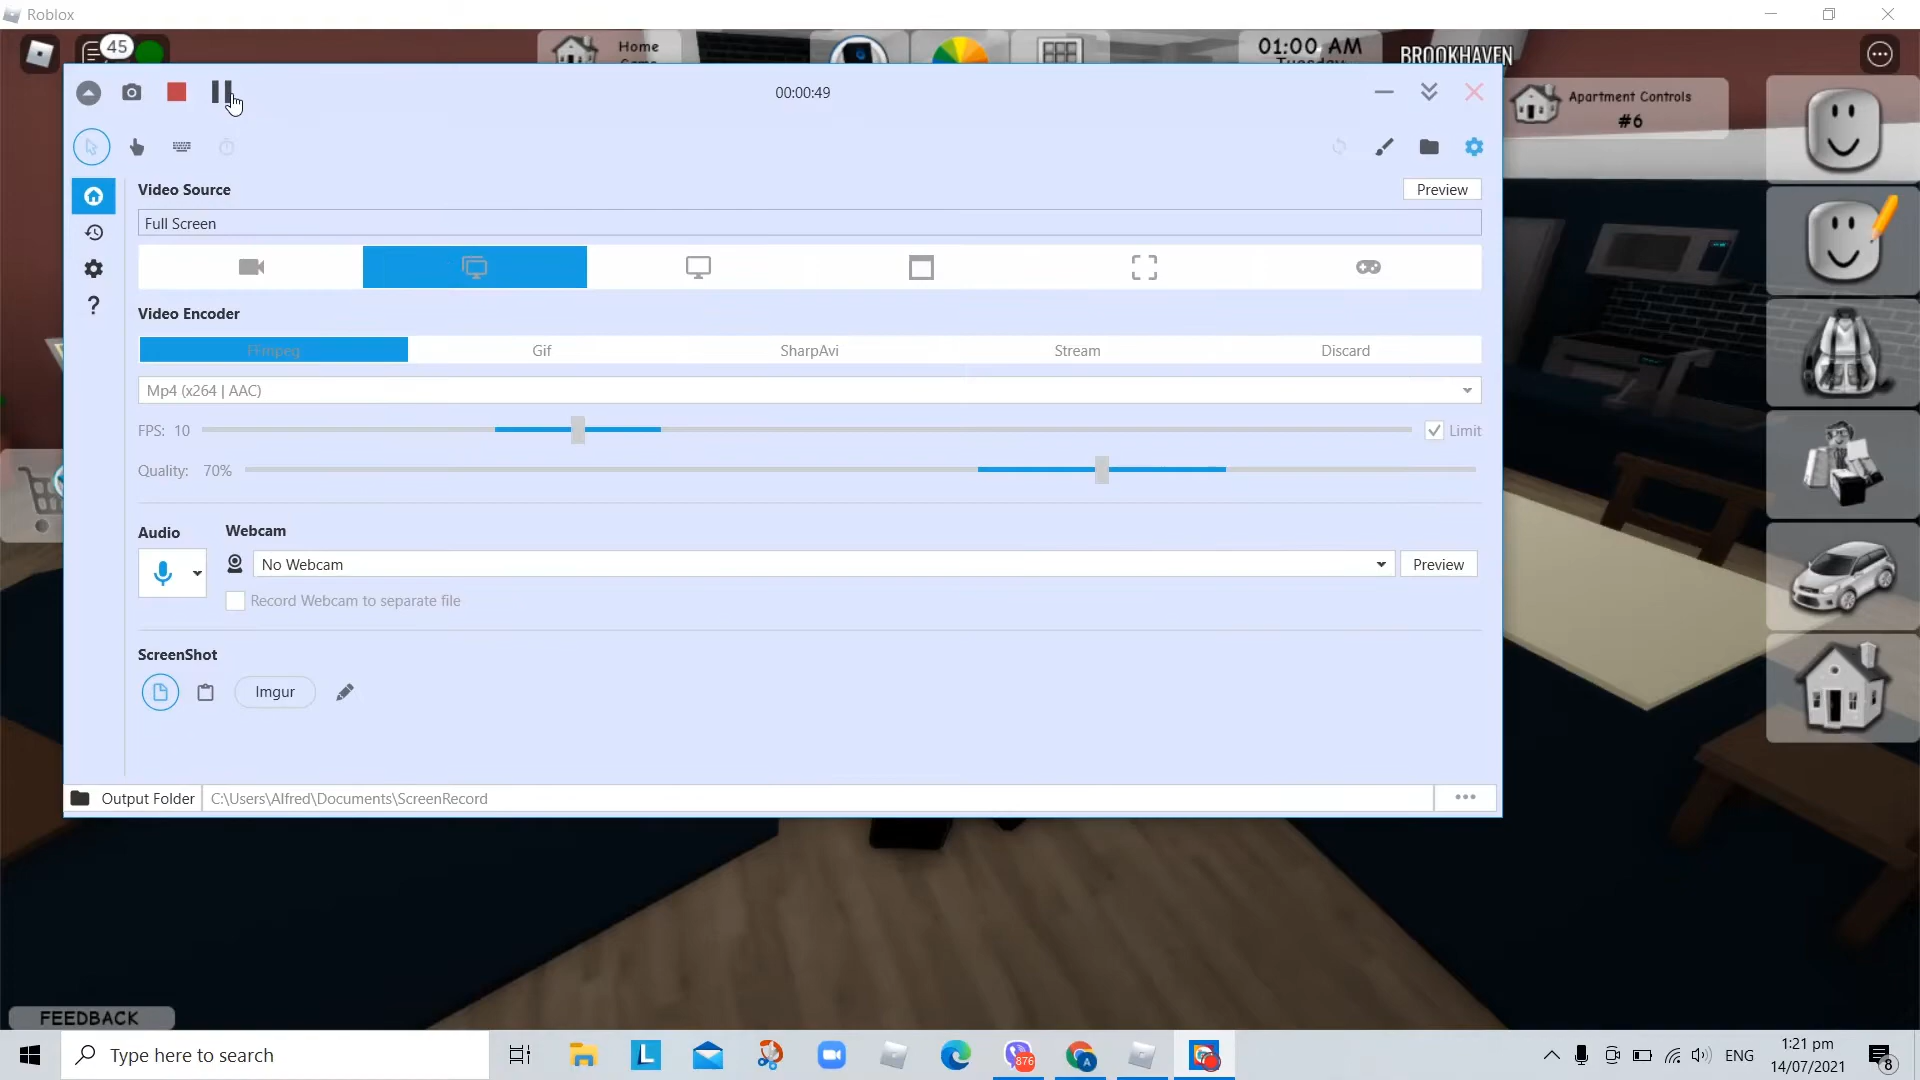 Roblox
45
Home
01:00 AM
Tuesday
BROOKHAVEN
00:00:49
Apartment Controls
#6
Video Source
Preview
Full Screen
Video Encoder
FFmpeg
Gif
SharpAvi
Stream
Discard
Mp4 (x264 | AAC)
FPS: 10
Limit
Quality: 70%
Audio
Webcam
No Webcam
Preview
Record Webcam to separate file
ScreenShot
Imgur
Output Folder
C:\Users\Alfred\Documents\ScreenRecord
FEEDBACK
Type here to search
L
876
A
ENG
1:21 pm
14/07/2021
8